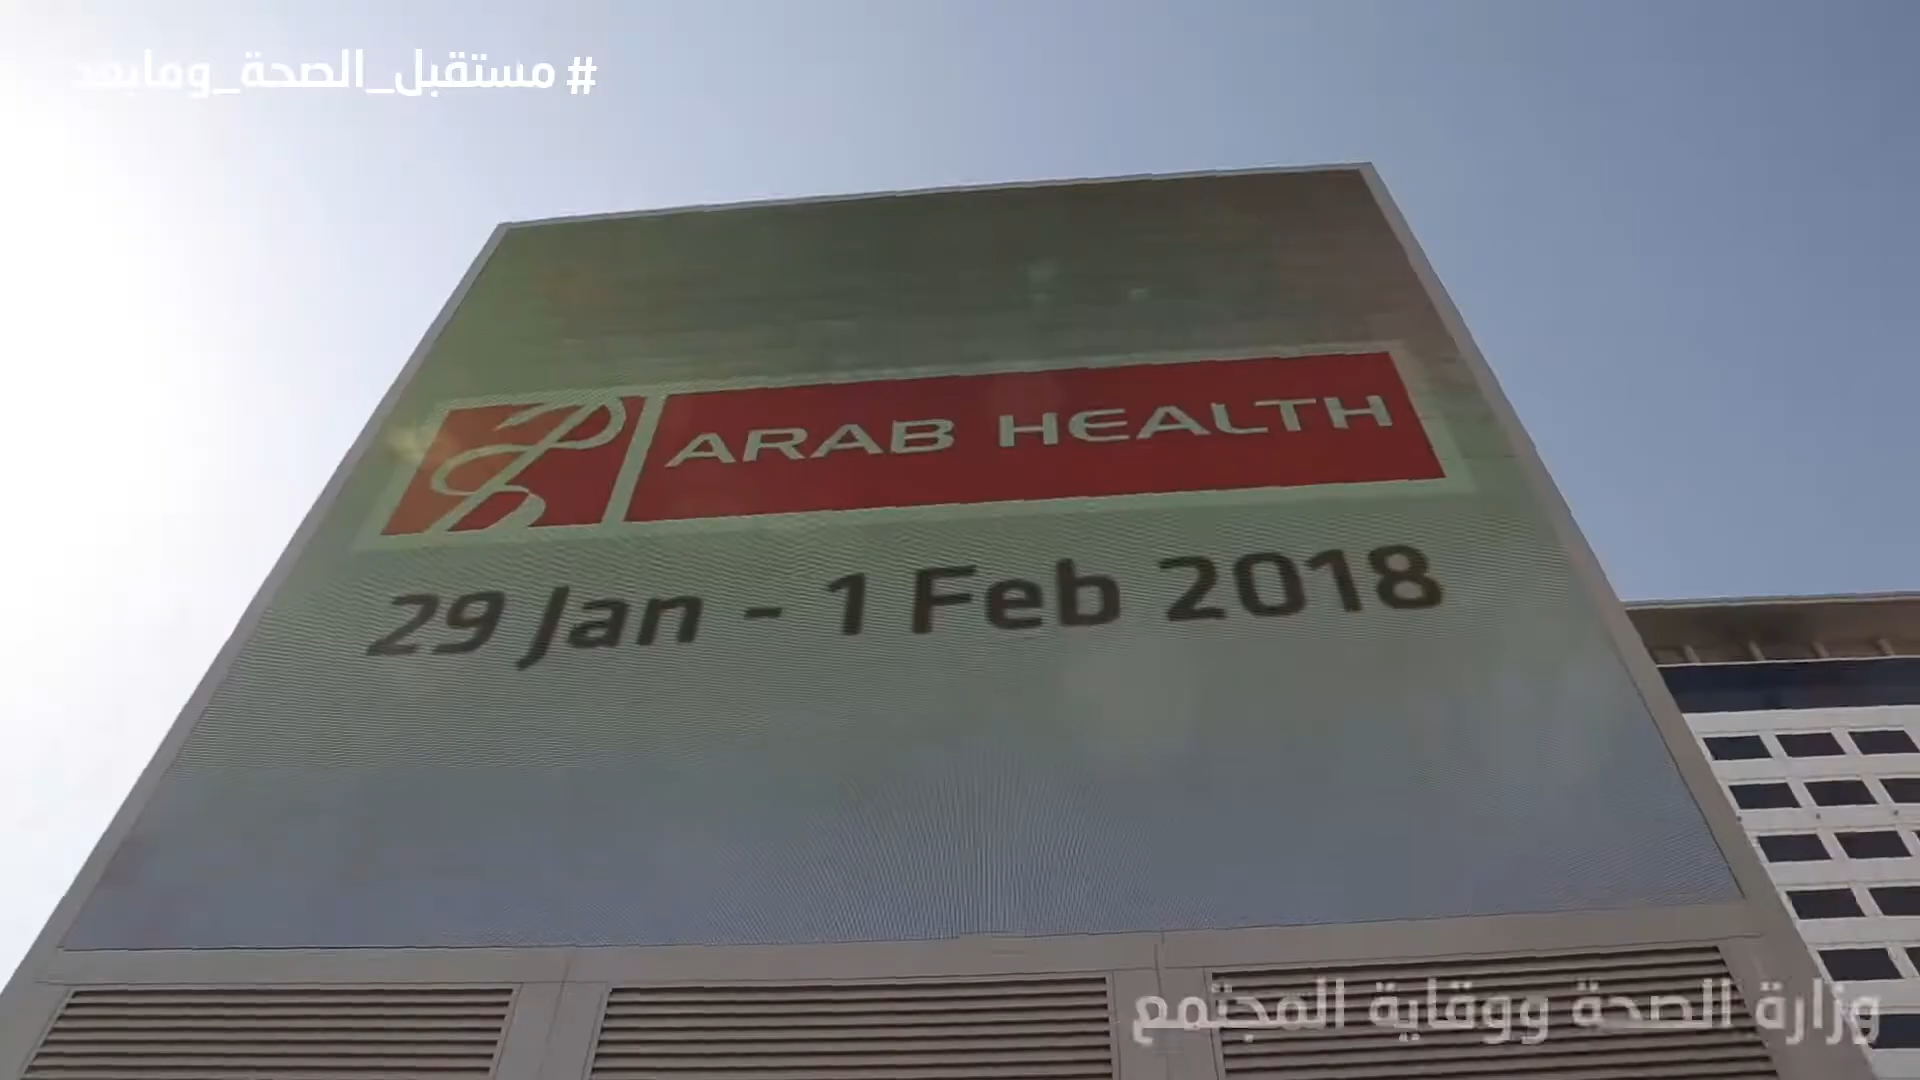 #مستقبل_الصحة_ومابعد
ARAB HEALTH
29 Jan - 1 Feb 2018
وزارة الصحة ووقاية المجتمع